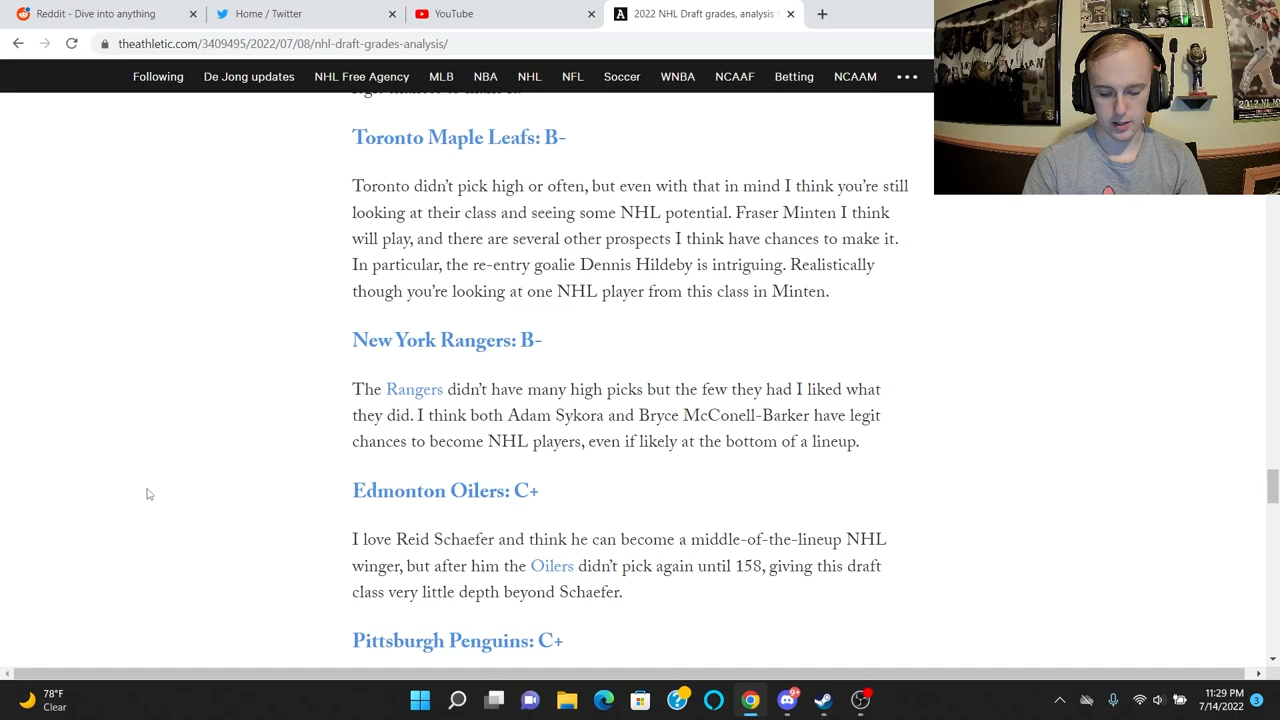 Reddit - Dive into anything
Home / Twitter
YouTube
2022 NHL Draft grades, analysis
theathletic.com/3409495/2022/07/08/nhl-draft-grades-analysis/
Following De Jong updates NHL Free Agency MLB NBA NHL NFL Soccer WNBA NCAAF Betting NCAAM
Toronto Maple Leafs: B-
Toronto didn't pick high or often, but even with that in mind I think you're still
looking at their class and seeing some NHL potential. Fraser Minten I think
will play, and there are several other prospects I think have chances to make it.
In particular, the re-entry goalie Dennis Hildeby is intriguing. Realistically
though you're looking at one NHL player from this class in Minten.
New York Rangers: B-
The Rangers didn't have many high picks but the few they had I liked what
they did. I think both Adam Sykora and Bryce McConell-Barker have legit
chances to become NHL players, even if likely at the bottom of a lineup.
Edmonton Oilers: C+
I love Reid Schaefer and think he can become a middle-of-the-lineup NHL
winger, but after him the Oilers didn't pick again until 158, giving this draft
class very little depth beyond Schaefer.
Pittsburgh Penguins: C+
78°F
Clear
11:29 PM
7/14/2022
3